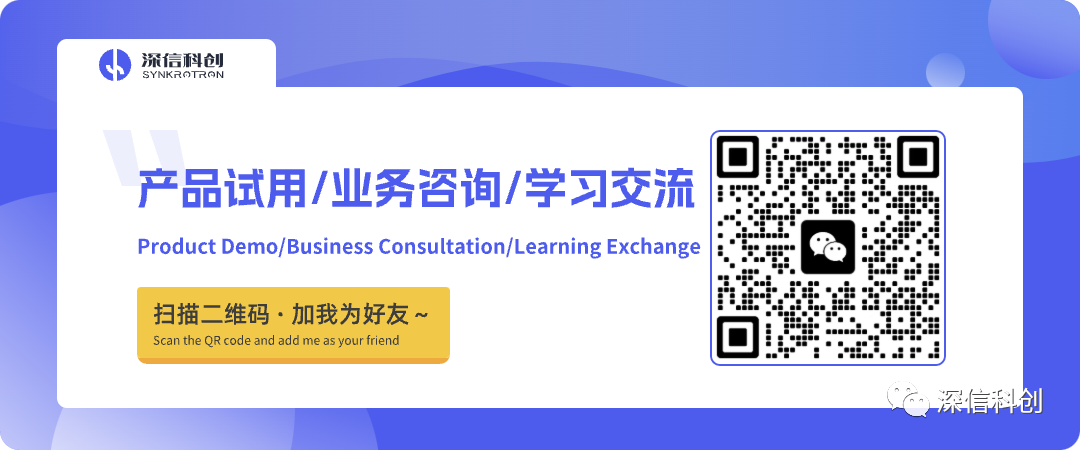 深信科创
SYNKROTRON
产品试用/业务咨询/学习交流
Product Demo/Business Consultation/Learning Exchange
扫描二维码 · 加我为好友 ~
Scan the QR code and add me as your friend
深信科创